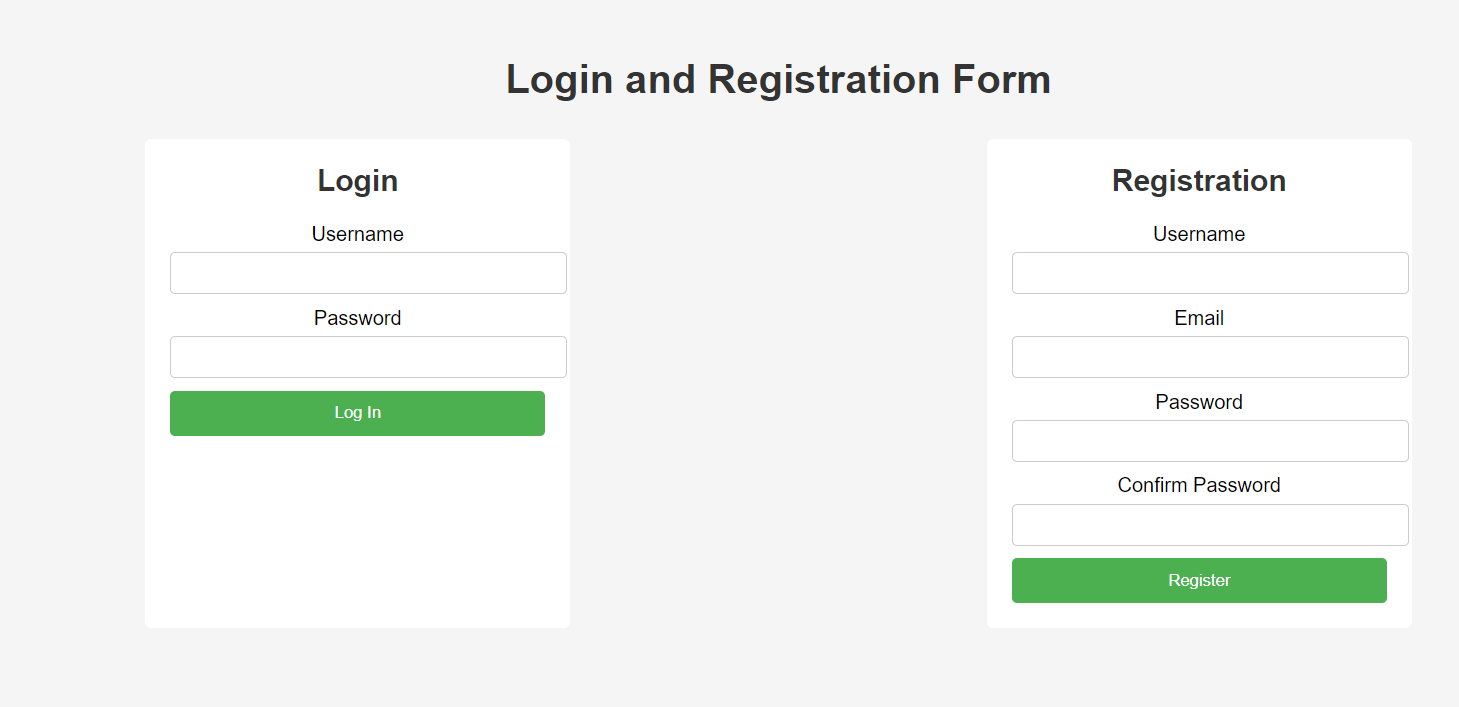 Login and Registration Form
Login
Username
Password
Log In
Registration
Username
Email
Password
Confirm Password
Register